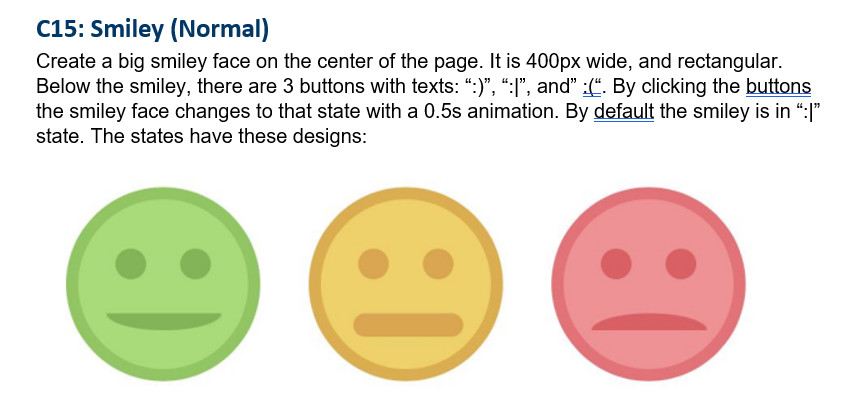 C15: Smiley (Normal)
Create a big smiley face on the center of the page. It is 400px wide, and rectangular.
Below the smiley, there are 3 buttons with texts: “:)”, “:|”, and” :(“. By clicking the buttons
the smiley face changes to that state with a 0.5s animation. By default the smiley is in “:|”
state. The states have these designs: